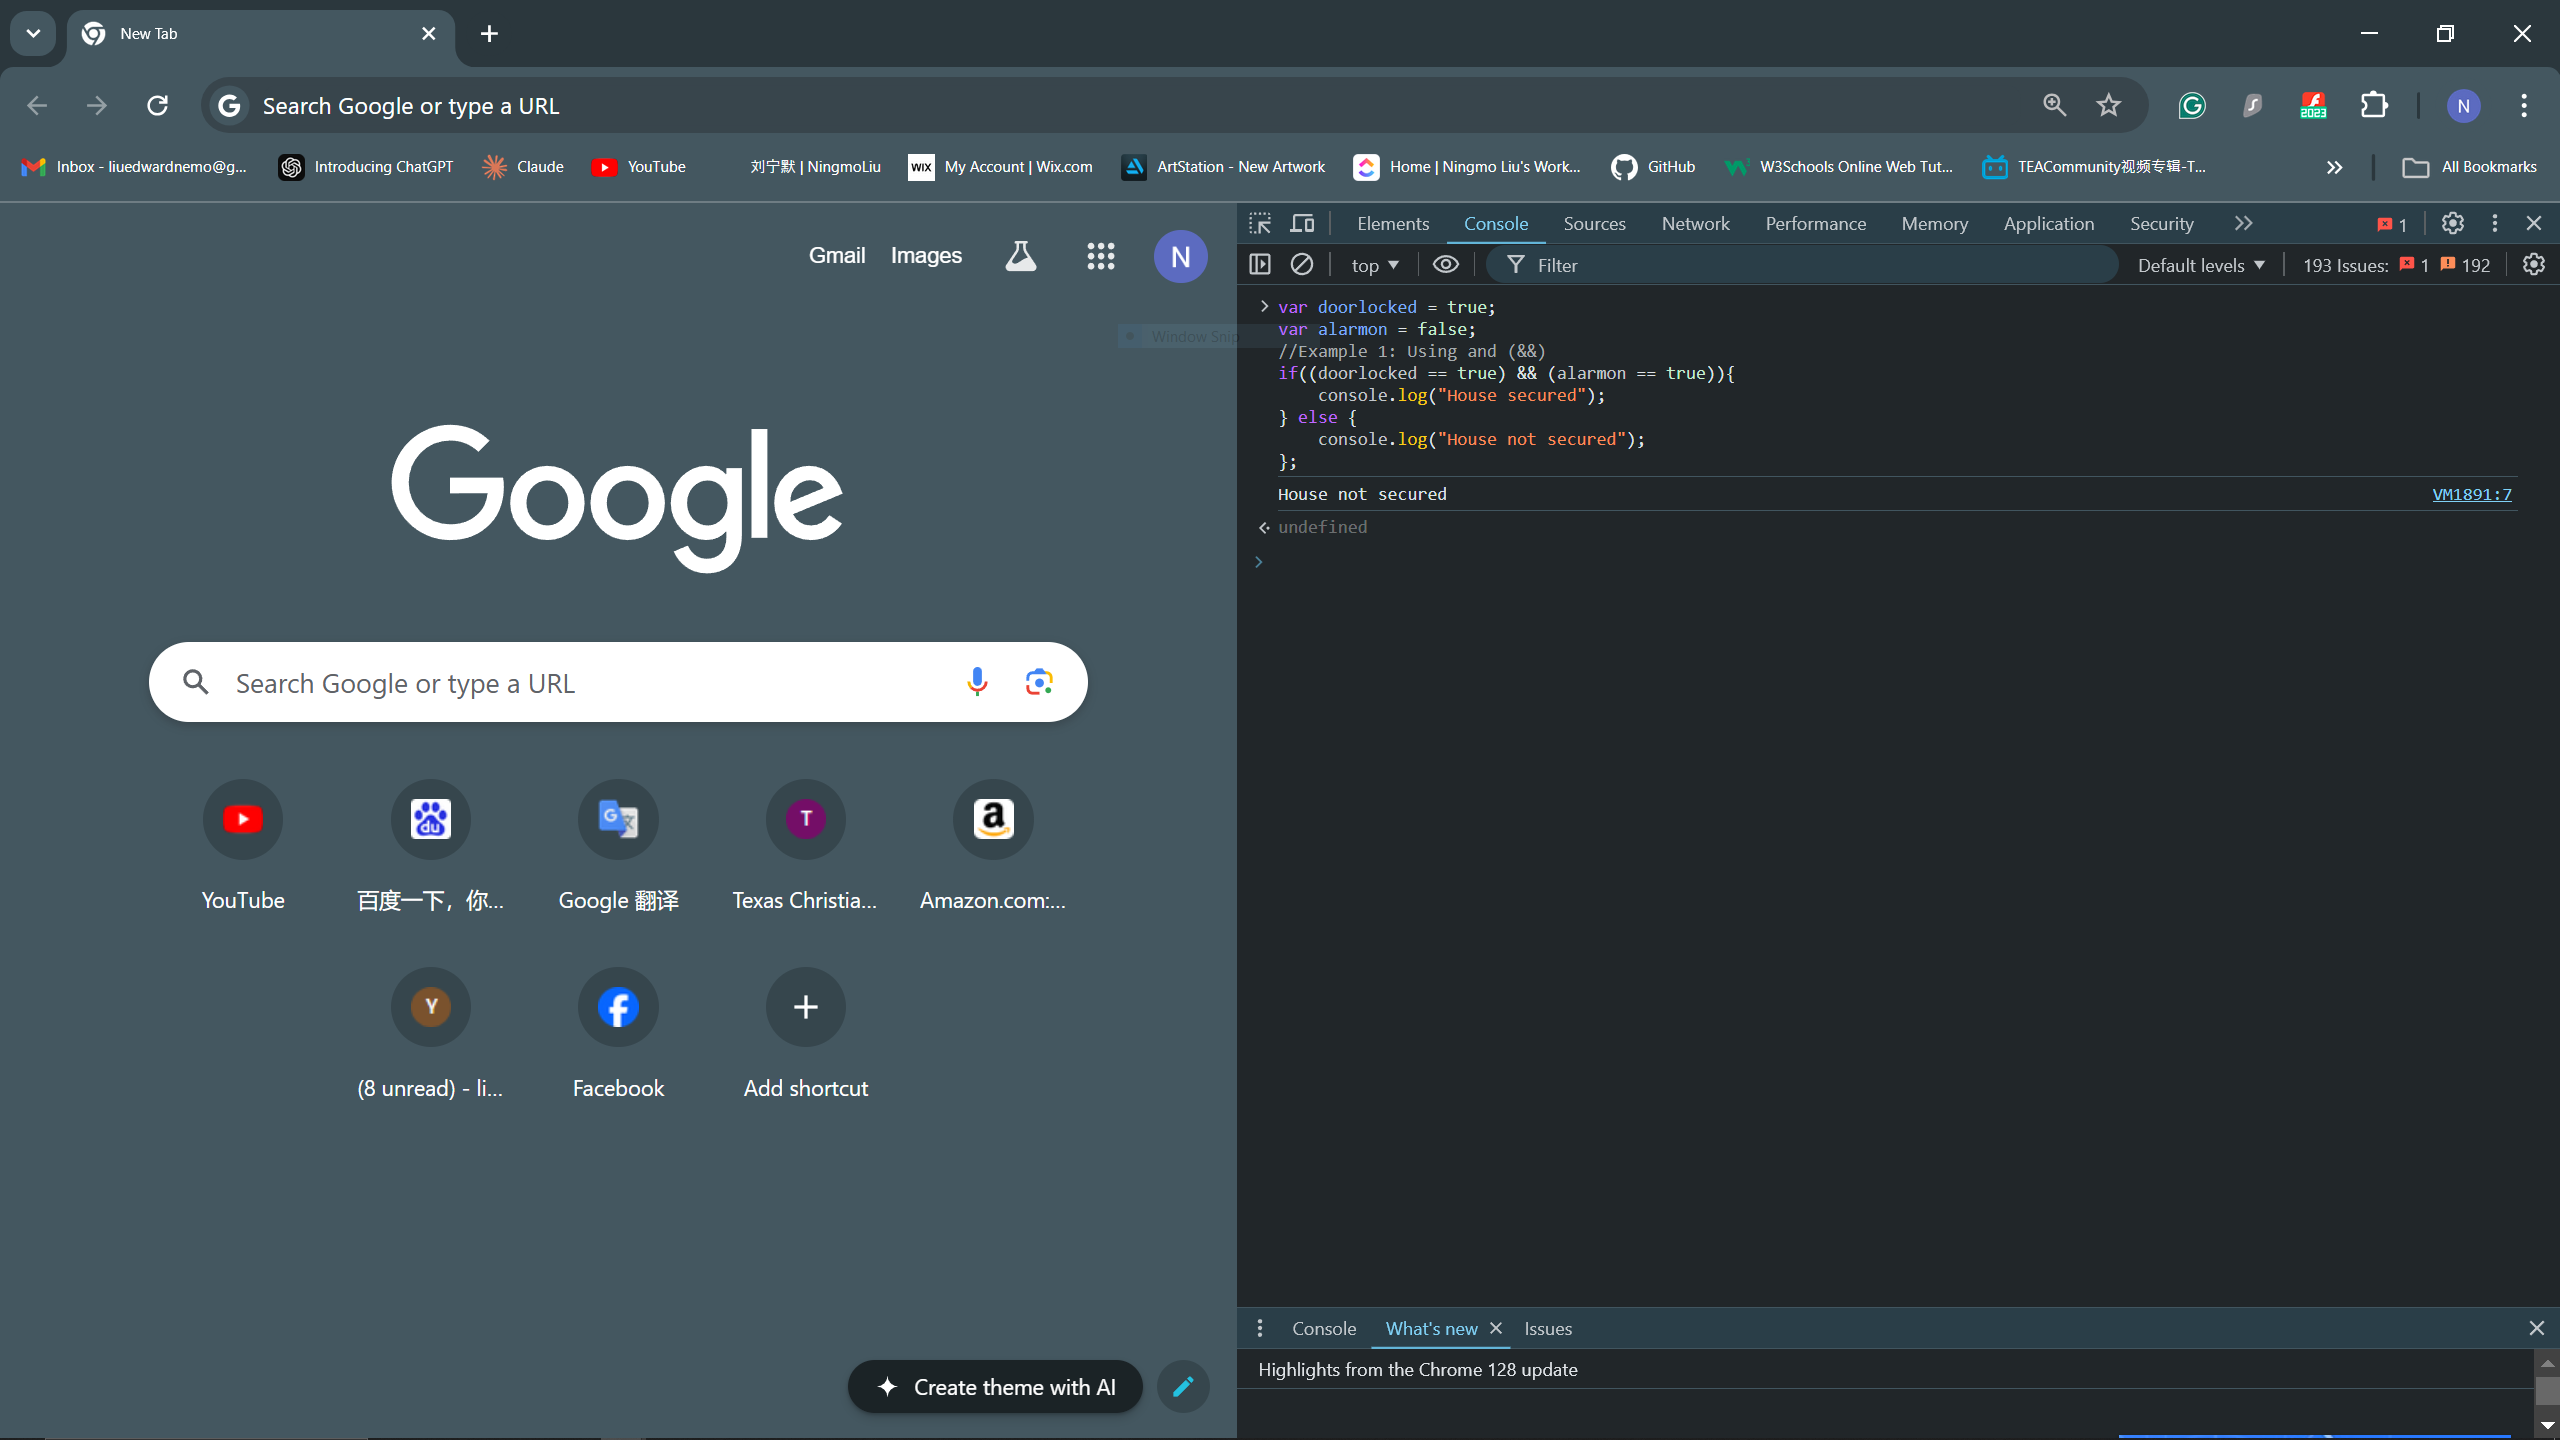 New Tab
Search Google or type a URL
N
Inbox - liuedwardnemo@g...
Introducing ChatGPT
Claude
YouTube
刘宁默 | NingmoLiu
WIX
My Account | Wix.com
ArtStation - New Artwork
Home | Ningmo Liu's Work...
GitHub
W3Schools Online Web Tut...
TEACommunity视频专辑-T...
All Bookmarks
Gmail
Images
N
Window Snip
Google
Search Google or type a URL
YouTube
百度一下，你...
Google 翻译
Texas Christia...
Amazon.com:...
(8 unread) - li...
Facebook
Add shortcut
Create theme with AI
Elements
Console
Sources
Network
Performance
Memory
Application
Security
1
top
Filter
Default levels
193 Issues: 1 192
var doorlocked = true;
var alarmon = false;
//Example 1: Using and (&&)
if((doorlocked == true) && (alarmon == true)){
    console.log("House secured");
} else {
    console.log("House not secured");
};
House not secured
VM1891:7
undefined
Console
What's new
Issues
Highlights from the Chrome 128 update